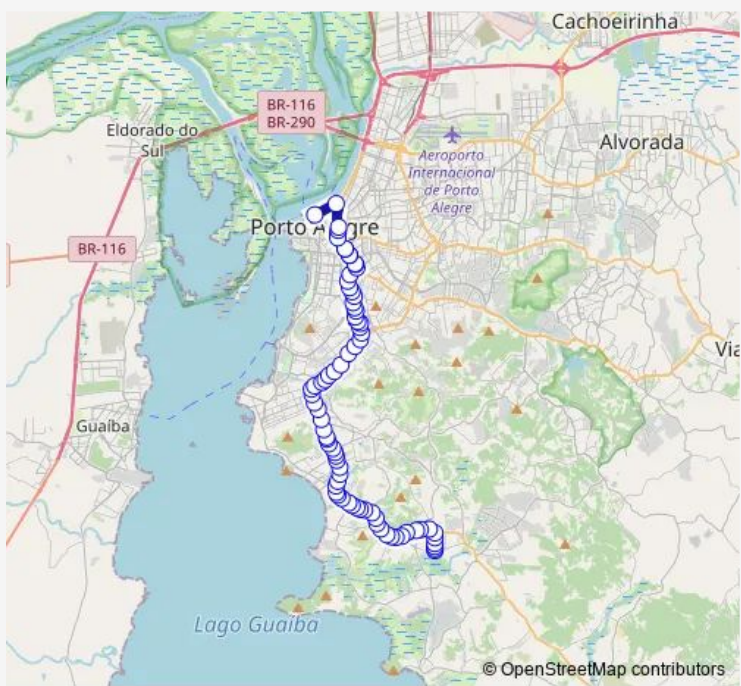 Cachoeirinha
BR-116
BR-290
Eldorado do
Sul
Alvorada
Aeroporto
Internacional
de Porto
Alegre
Porto A gre
BR-116
Via
Guaíba
Lago Guaíba
© OpenStreetMap contributors